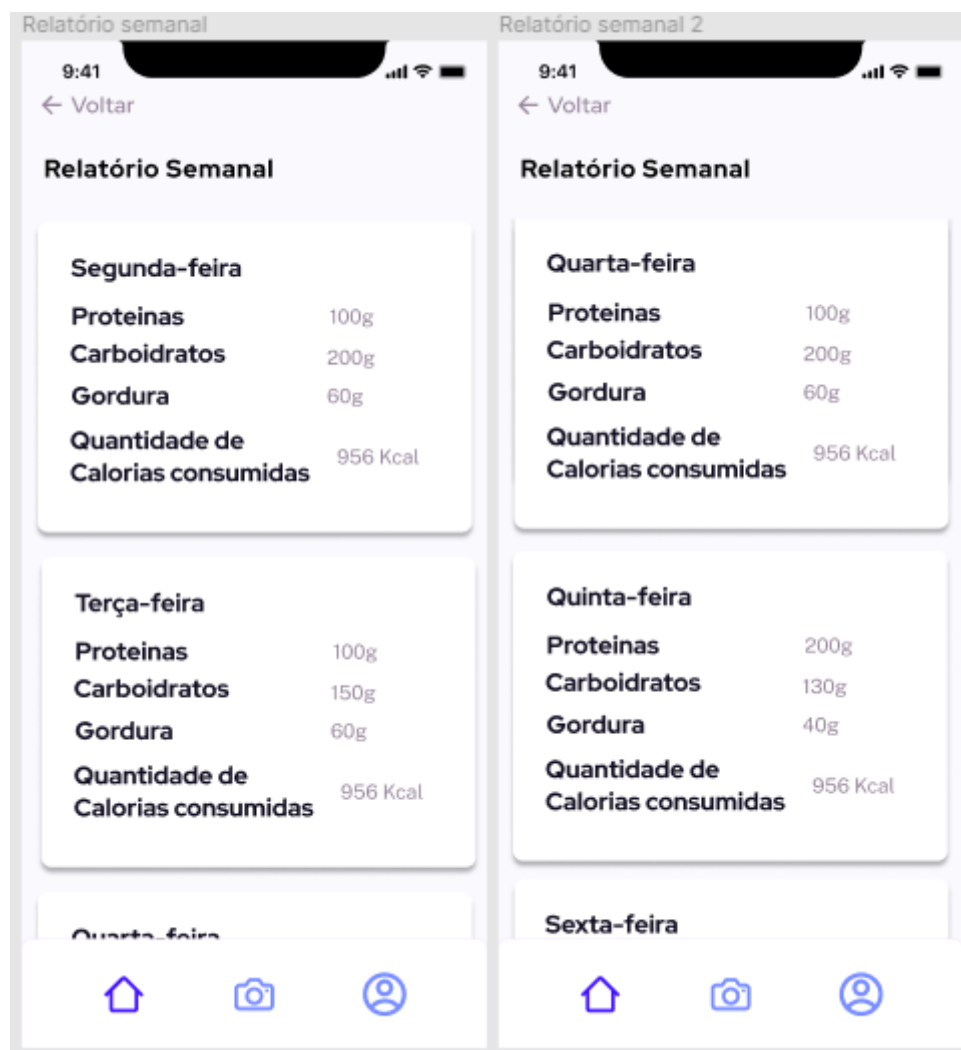 Relatório semanal
9:41
Voltar
Relatório Semanal
Segunda-feira
Proteinas 100g
Carboidratos 200g
Gordura 60g
Quantidade de
Calorias consumidas 956 Kcal
Terça-feira
Proteinas 100g
Carboidratos 150g
Gordura 60g
Quantidade de
Calorias consumidas 956 Kcal
Quarta-feira
Relatório semanal 2
9:41
Voltar
Relatório Semanal
Quarta-feira
Proteinas 100g
Carboidratos 200g
Gordura 60g
Quantidade de
Calorias consumidas 956 Kcal
Quinta-feira
Proteinas 200g
Carboidratos 130g
Gordura 40g
Quantidade de
Calorias consumidas 956 Kcal
Sexta-feira